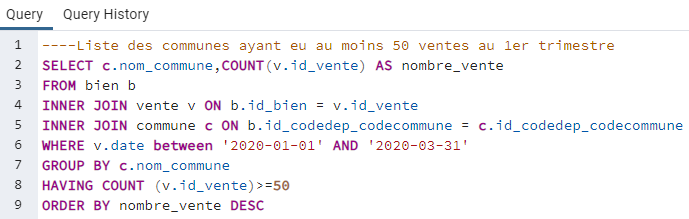 Query Query History
1 ----Liste des communes ayant eu au moins 50 ventes au 1er trimestre
2 SELECT c.nom_commune,COUNT(v.id_vente) AS nombre_vente
3 FROM bien b
4 INNER JOIN vente v ON b.id_bien = v.id_vente
5 INNER JOIN commune c ON b.id_codedep_codecommune = c.id_codedep_codecommune
6 WHERE v.date between '2020-01-01' AND '2020-03-31'
7 GROUP BY c.nom_commune
8 HAVING COUNT (v.id_vente)>=50
9 ORDER BY nombre_vente DESC